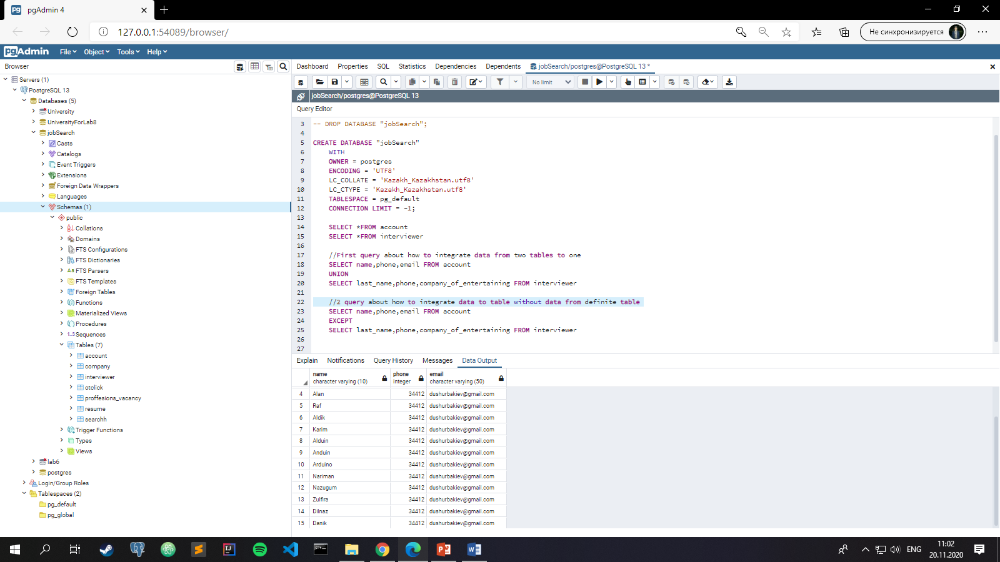 pgAdmin 4
127.0.0.1:54089/browser/
Не синхронизируется
pgAdmin
File Object Tools Help
Browser
Dashboard Properties SQL Statistics Dependencies Dependents jobSearch/postgres@PostgreSQL 13 *
No limit
jobSearch/postgres@PostgreSQL 13
Query Editor
Servers (1)
PostgreSQL 13
Databases (5)
University
UniversityForLab8
jobSearch
Casts
Catalogs
Event Triggers
Extensions
Foreign Data Wrappers
Languages
Schemas (1)
public
Collations
Domains
FTS Configurations
FTS Dictionaries
FTS Parsers
FTS Templates
Foreign Tables
Functions
Materialized Views
Procedures
Sequences
Tables (7)
account
company
interviewer
otclick
proffesions_vacancy
resume
searchh
Trigger Functions
Types
Views
lab6
postgres
Login/Group Roles
Tablespaces (2)
pg_default
pg_global
3 -- DROP DATABASE "jobSearch";
4
5 CREATE DATABASE "jobSearch"
6 WITH
7 OWNER = postgres
8 ENCODING = 'UTF8'
9 LC_COLLATE = 'Kazakh_Kazakhstan.utf8'
10 LC_CTYPE = 'Kazakh_Kazakhstan.utf8'
11 TABLESPACE = pg_default
12 CONNECTION LIMIT = -1;
13
14 SELECT *FROM account
15 SELECT *FROM interviewer
16
17 //First query about how to integrate data from two tables to one
18 SELECT name,phone,email FROM account
19 UNION
20 SELECT last_name,phone,company_of_entertaining FROM interviewer
21
22 //2 query about how to integrate data to table without data from definite table
23 SELECT name,phone,email FROM account
24 EXCEPT
25 SELECT last_name,phone,company_of_entertaining FROM interviewer
26
27
Explain Notifications Query History Messages Data Output
name phone email
character varying (10) integer character varying (50)
4 Alan 34412 dushurbakiev@gmail.com
5 Raf 34412 dushurbakiev@gmail.com
6 Aldik 34412 dushurbakiev@gmail.com
7 Karim 34412 dushurbakiev@gmail.com
8 Alduin 34412 dushurbakiev@gmail.com
9 Anduin 34412 dushurbakiev@gmail.com
10 Arduino 34412 dushurbakiev@gmail.com
11 Nariman 34412 dushurbakiev@gmail.com
12 Nazugum 34412 dushurbakiev@gmail.com
13 Zulfira 34412 dushurbakiev@gmail.com
14 Dilnaz 34412 dushurbakiev@gmail.com
15 Danik 34412 dushurbakiev@gmail.com
ENG
11:02
20.11.2020